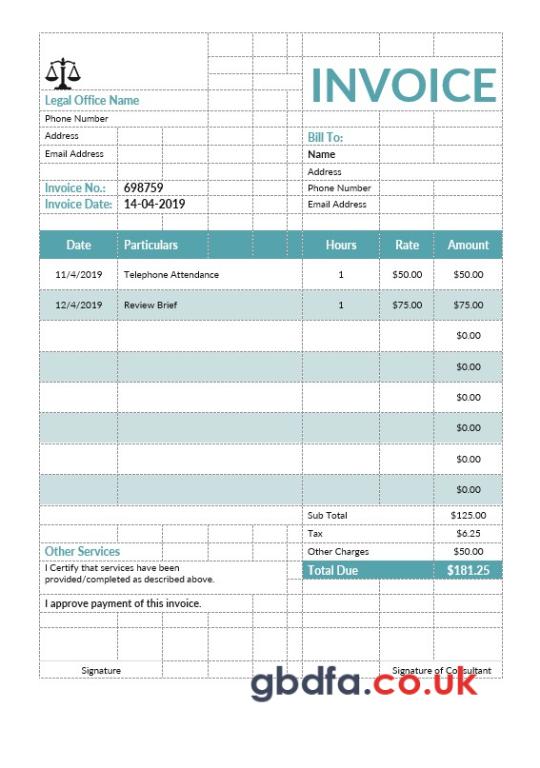 INVOICE
Legal Office Name
Phone Number
Address
Bill To:
Email Address
Name
Address
Invoice No.: 698759
Phone Number
Invoice Date: 14-04-2019
Email Address
Date Particulars Hours Rate Amount
11/4/2019 Telephone Attendance 1 $50.00 $50.00
12/4/2019 Review Brief 1 $75.00 $75.00
$0.00
$0.00
$0.00
$0.00
$0.00
$0.00
Sub Total $125.00
Tax $6.25
Other Services
Other Charges $50.00
I Certify that services have been
provided/completed as described above.
Total Due $181.25
I approve payment of this invoice.
Signature
Signature of Consultant
gbdfa.co.uk